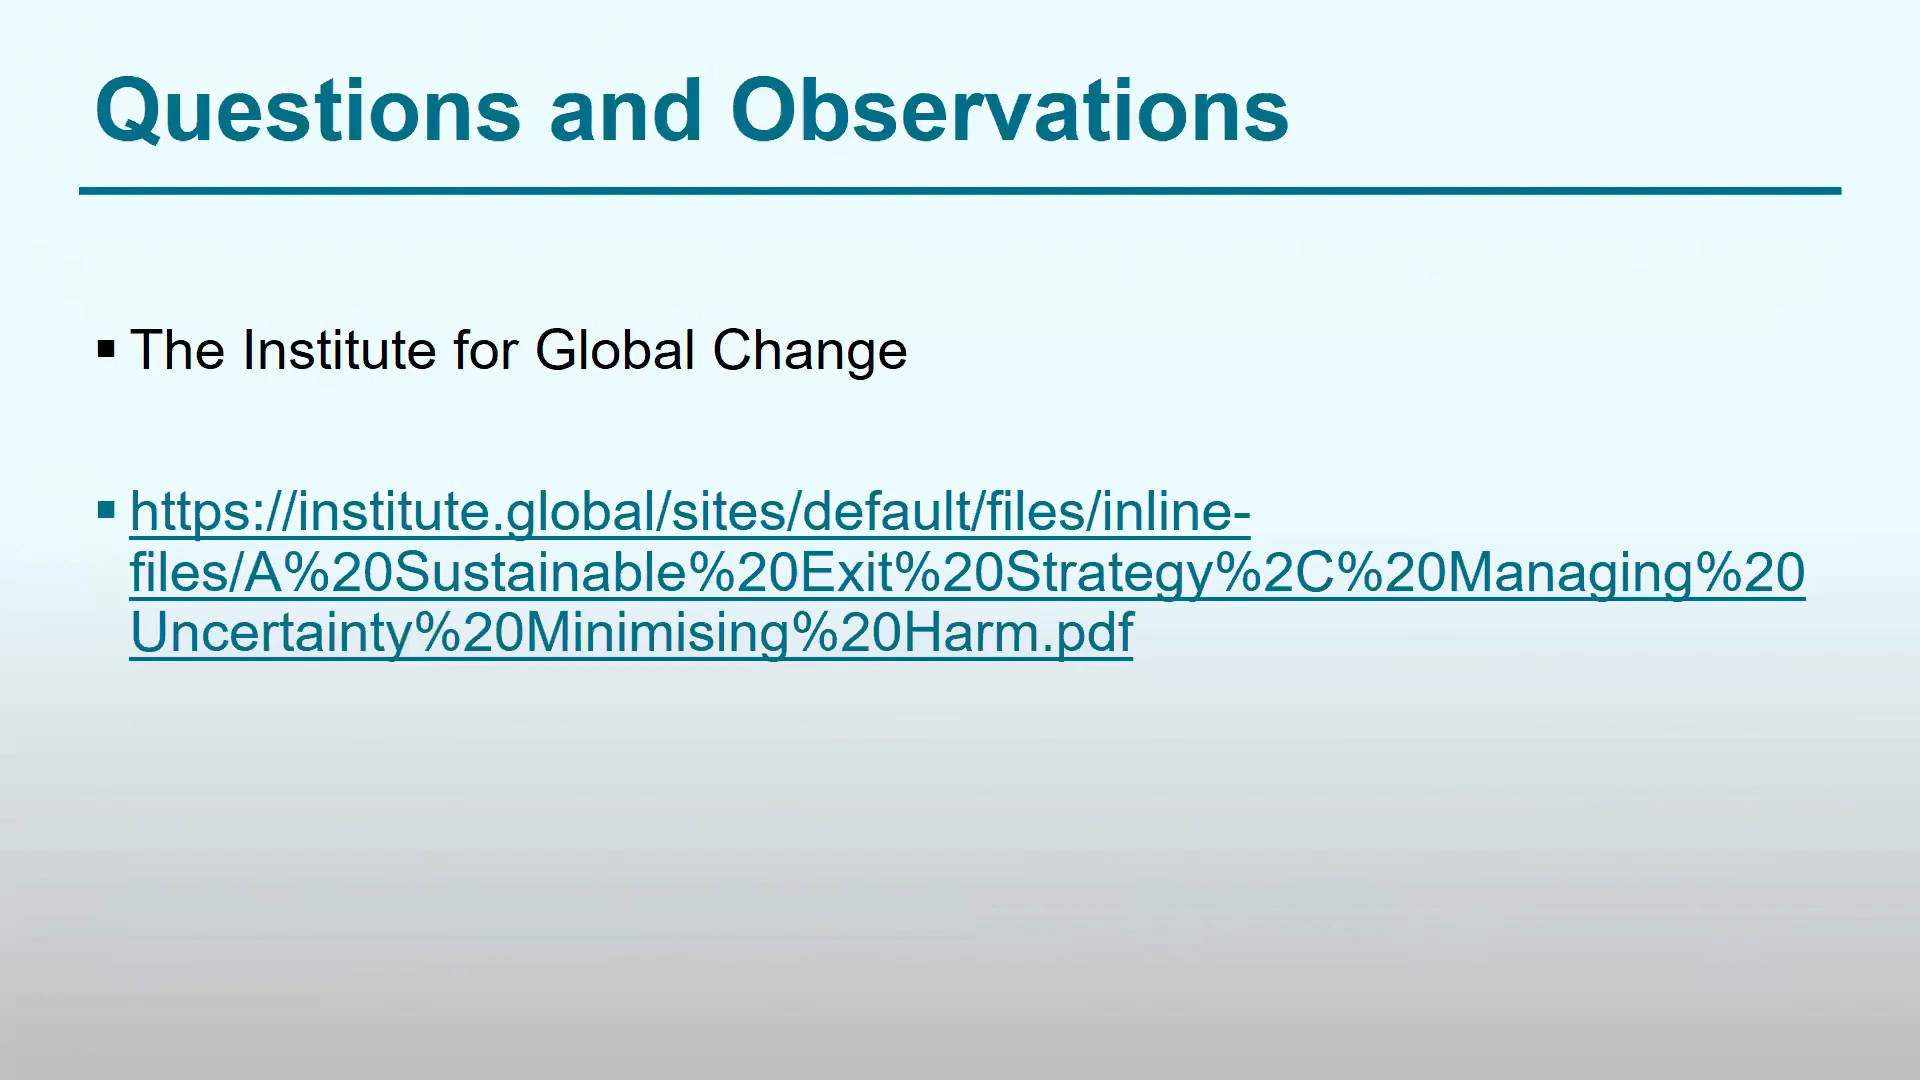 Questions and Observations
▪ The Institute for Global Change
▪ https://institute.global/sites/default/files/inline-
files/A%20Sustainable%20Exit%20Strategy%2C%20Managing%20
Uncertainty%20Minimising%20Harm.pdf